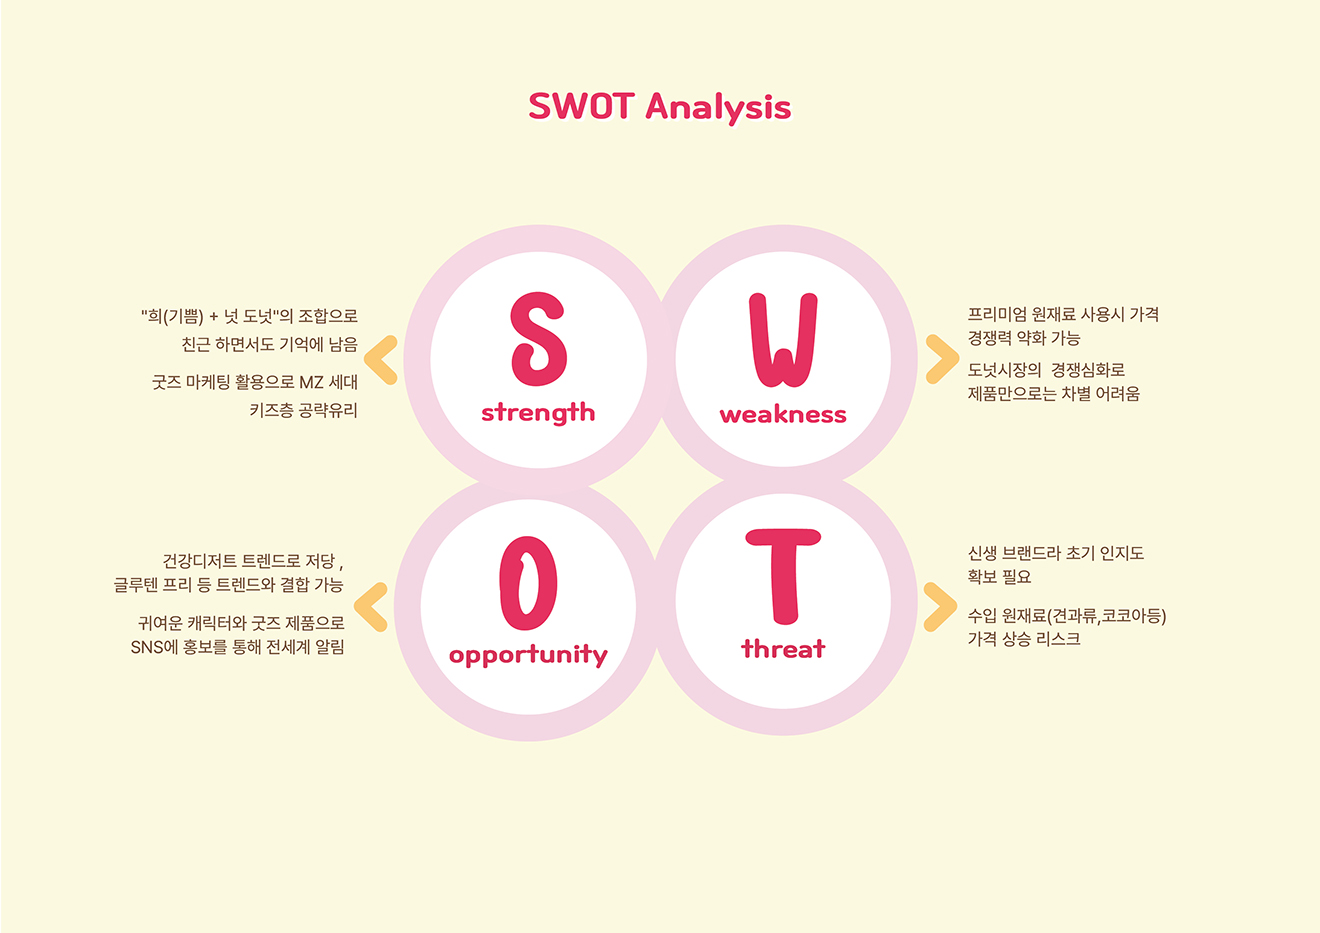 SWOT Analysis
"희(기쁨) + 넛 도넛"의 조합으로
친근 하면서도 기억에 남음
굿즈 마케팅 활용으로 MZ 세대
키즈층 공략유리
S
strength
W
weakness
프리미엄 원재료 사용시 가격
경쟁력 약화 가능
도넛시장의 경쟁심화로
제품만으로는 차별 어려움
건강디저트 트렌드로 저당 ,
글루텐 프리 등 트렌드와 결합 가능
귀여운 캐릭터와 굿즈 제품으로
SNS에 홍보를 통해 전세계 알림
O
opportunity
T
threat
신생 브랜드라 초기 인지도
확보 필요
수입 원재료(견과류,코코아등)
가격 상승 리스크